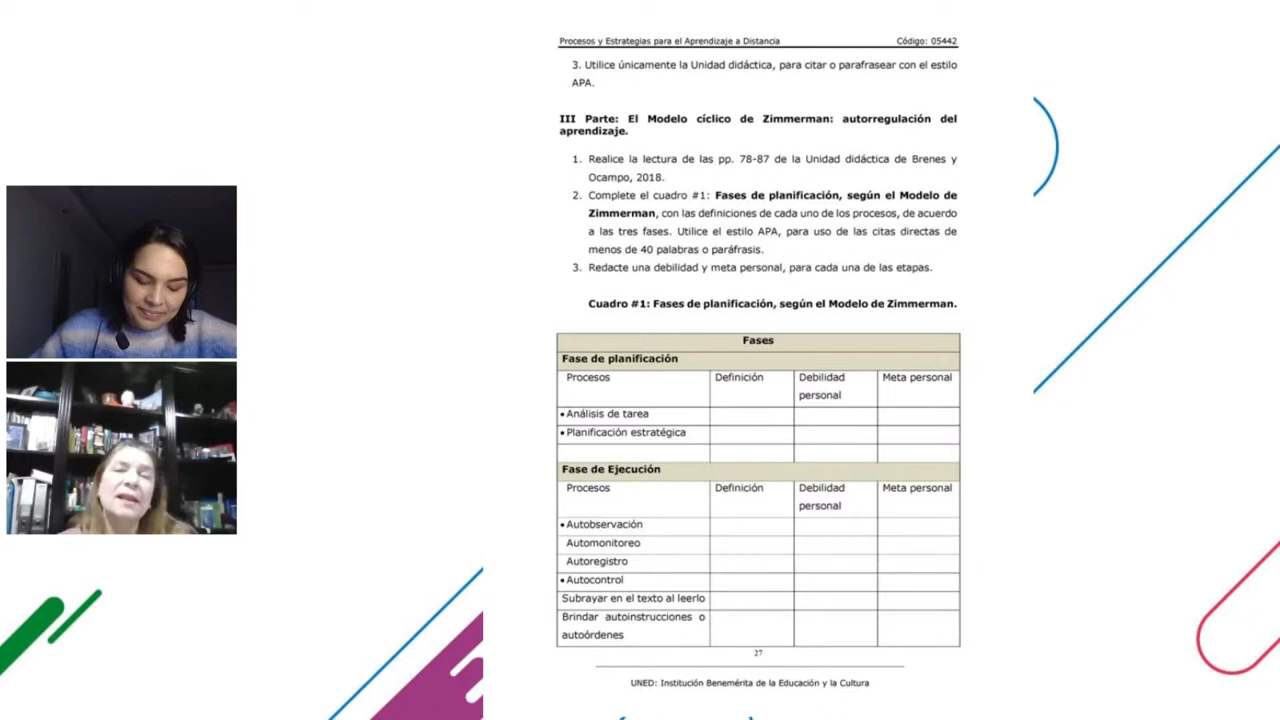 Procesos y Estrategias para el Aprendizaje a Distancia Código: 05442
3. Utilice únicamente la Unidad didáctica, para citar o parafrasear con el estilo
APA.
III Parte: El Modelo cíclico de Zimmerman: autorregulación del
aprendizaje.
1. Realice la lectura de las pp. 78-87 de la Unidad didáctica de Brenes y
Ocampo, 2018.
2. Complete el cuadro #1: Fases de planificación, según el Modelo de
Zimmerman, con las definiciones de cada uno de los procesos, de acuerdo
a las tres fases. Utilice el estilo APA, para uso de las citas directas de
menos de 40 palabras o paráfrasis.
3. Redacte una debilidad y meta personal, para cada una de las etapas.
Cuadro #1: Fases de planificación, según el Modelo de Zimmerman.
Fases
Fase de planificación
Procesos Definición Debilidad Meta personal
personal
• Análisis de tarea
• Planificación estratégica
Fase de Ejecución
Procesos Definición Debilidad Meta personal
personal
• Autobservación
Automonitoreo
Autoregistro
• Autocontrol
Subrayar en el texto al leerlo
Brindar autoinstrucciones o
autoórdenes
27
UNED: Institución Benemérita de la Educación y la Cultura